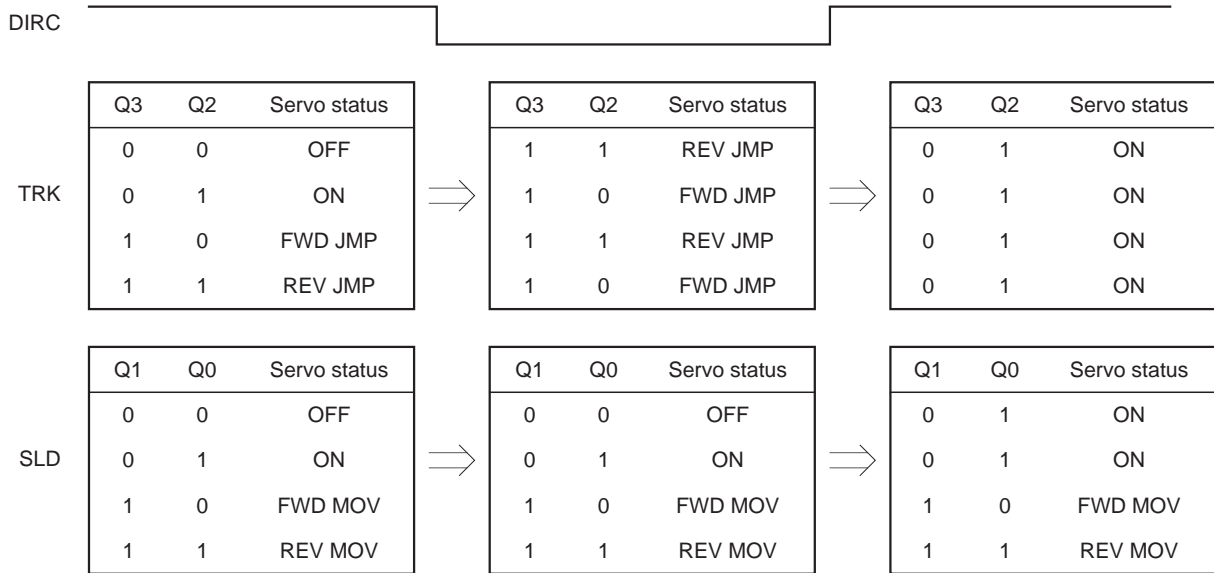 DIRC
Q3 Q2 Servo status Q3 Q2 Servo status Q3 Q2 Servo status
0 0 OFF 1 1 REV JMP 0 1 ON
TRK 0 1 ON 1 0 FWD JMP 0 1 ON
1 0 FWD JMP 1 1 REV JMP 0 1 ON
1 1 REV JMP 1 0 FWD JMP 0 1 ON
Q1 Q0 Servo status Q1 Q0 Servo status Q1 Q0 Servo status
0 0 OFF 0 0 OFF 0 1 ON
SLD 0 1 ON 0 1 ON 0 1 ON
1 0 FWD MOV 1 0 FWD MOV 1 0 FWD MOV
1 1 REV MOV 1 1 REV MOV 1 1 REV MOV